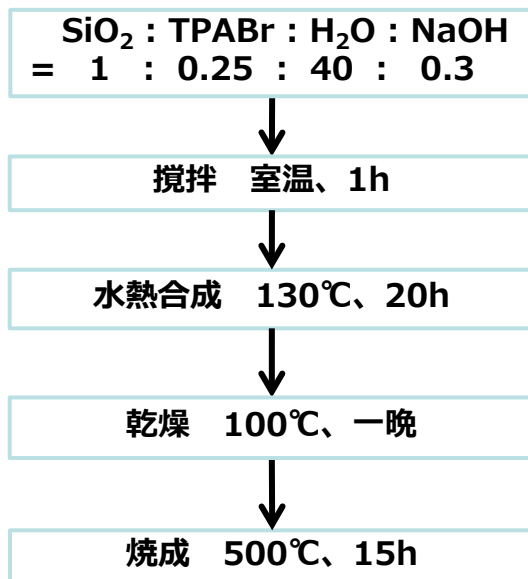 SiO₂ : TPABr : H₂O : NaOH
= 1 : 0.25 : 40 : 0.3
撹拌 室温、1h
水熱合成 130℃、20h
乾燥 100℃、一晩
焼成 500℃、15h